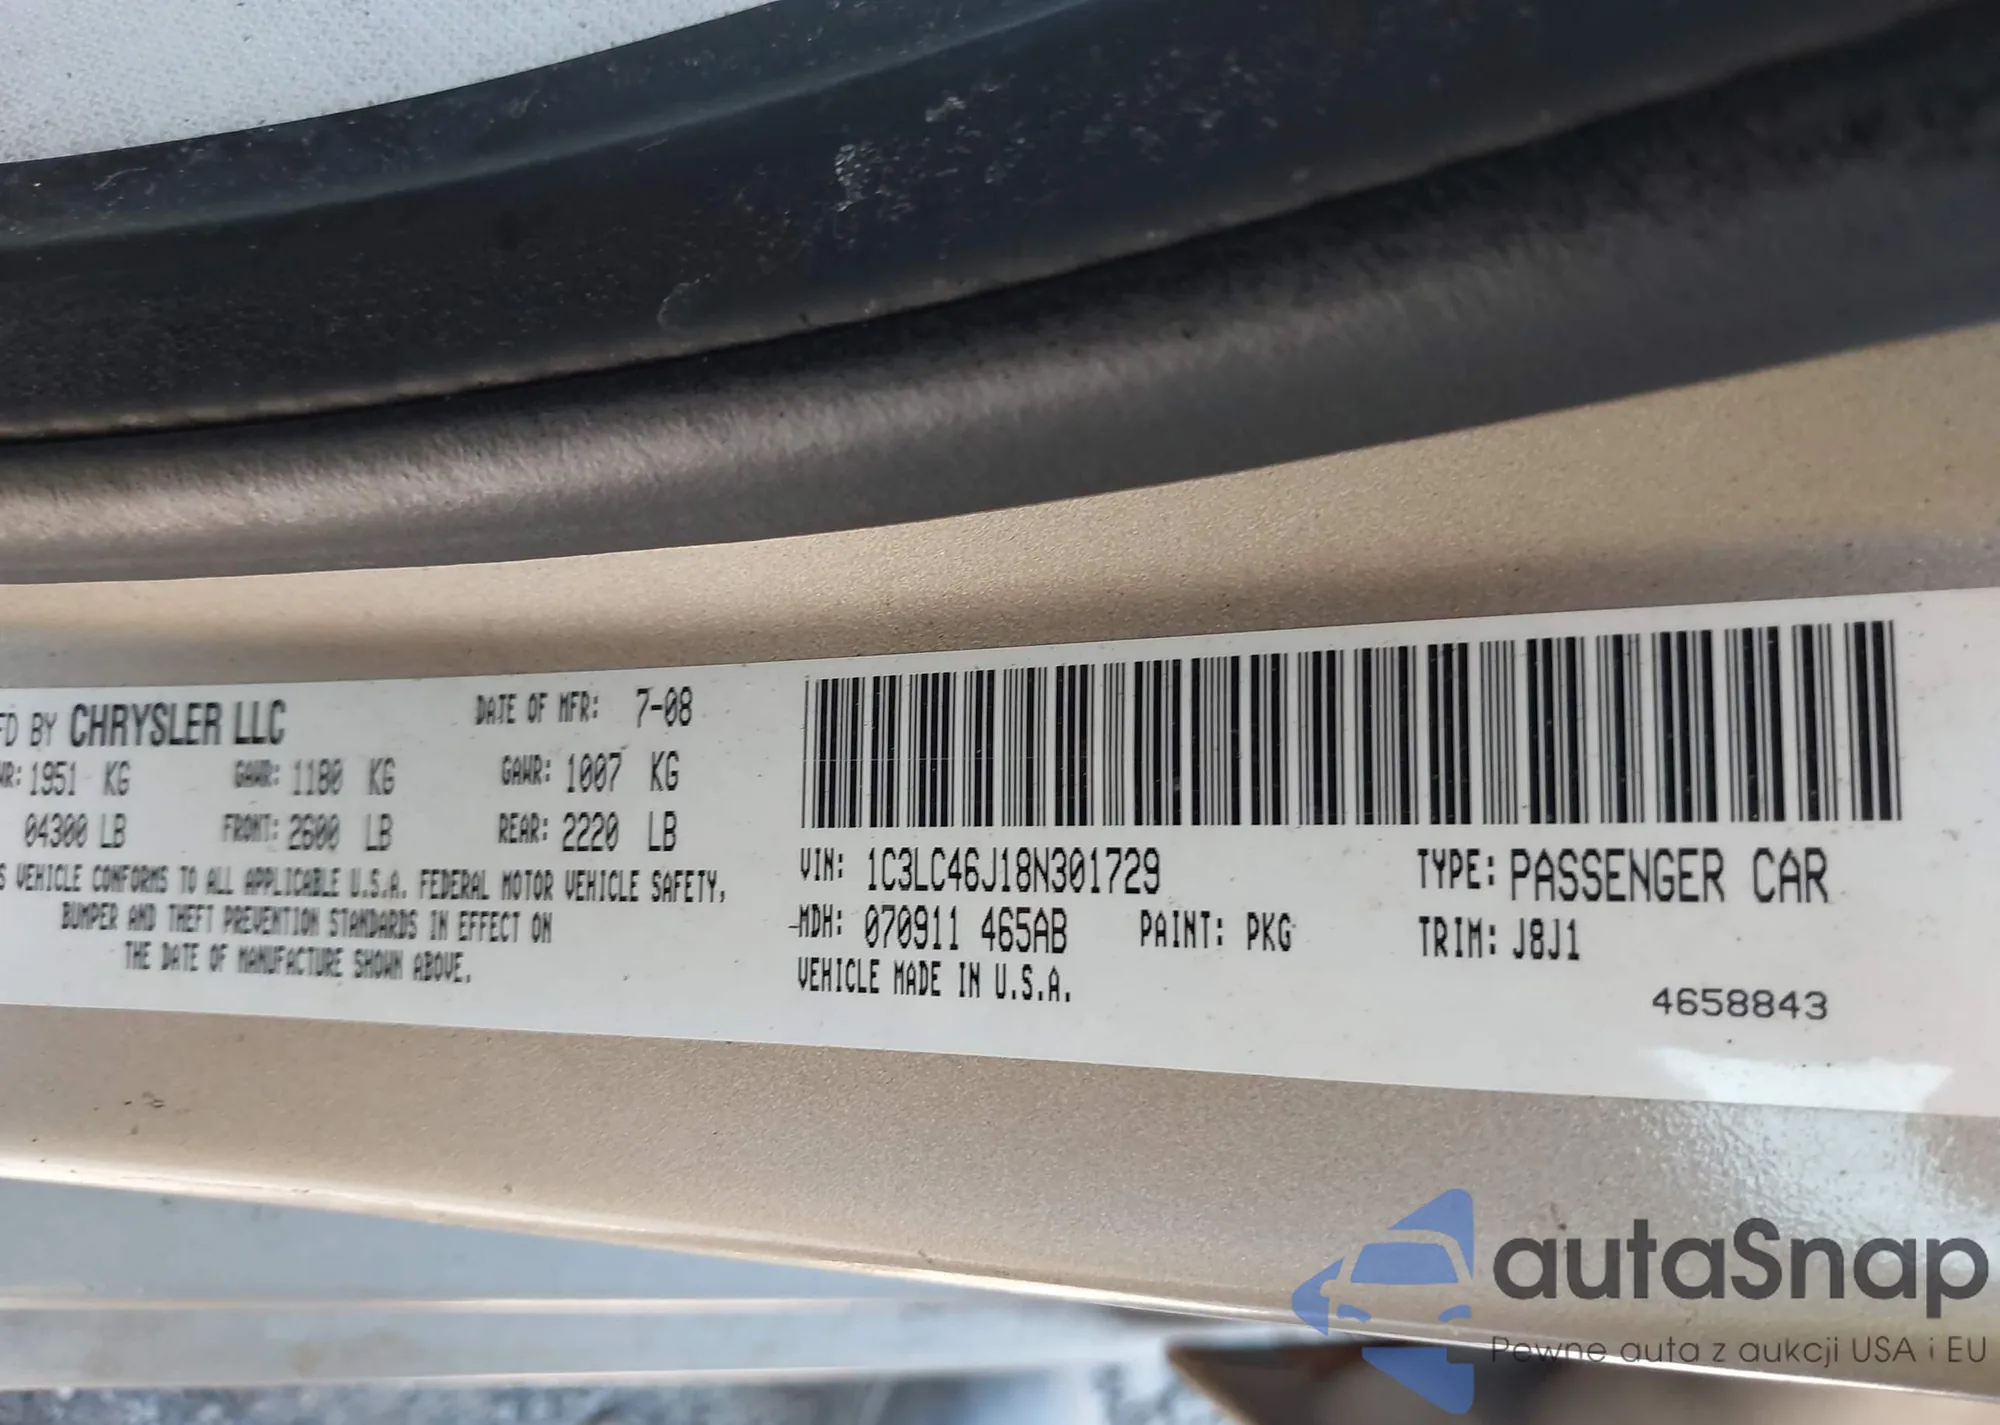 FD BY CHRYSLER LLC DATE OF MFR: 7-08
WR: 1951 KG GAWR: 1180 KG GAWR: 1007 KG
04300 LB FRONT: 2600 LB REAR: 2220 LB
S VEHICLE CONFORMS TO ALL APPLICABLE U.S.A. FEDERAL MOTOR VEHICLE SAFETY,
BUMPER AND THEFT PREVENTION STANDARDS IN EFFECT ON
THE DATE OF MANUFACTURE SHOWN ABOVE.
VIN: 1C3LC46J18N301729 TYPE: PASSENGER CAR
MDH: 070911 465AB PAINT: PKG TRIM: J8J1
VEHICLE MADE IN U.S.A.
4658843
autaSnap
Pewne auta z aukcji USA i EU